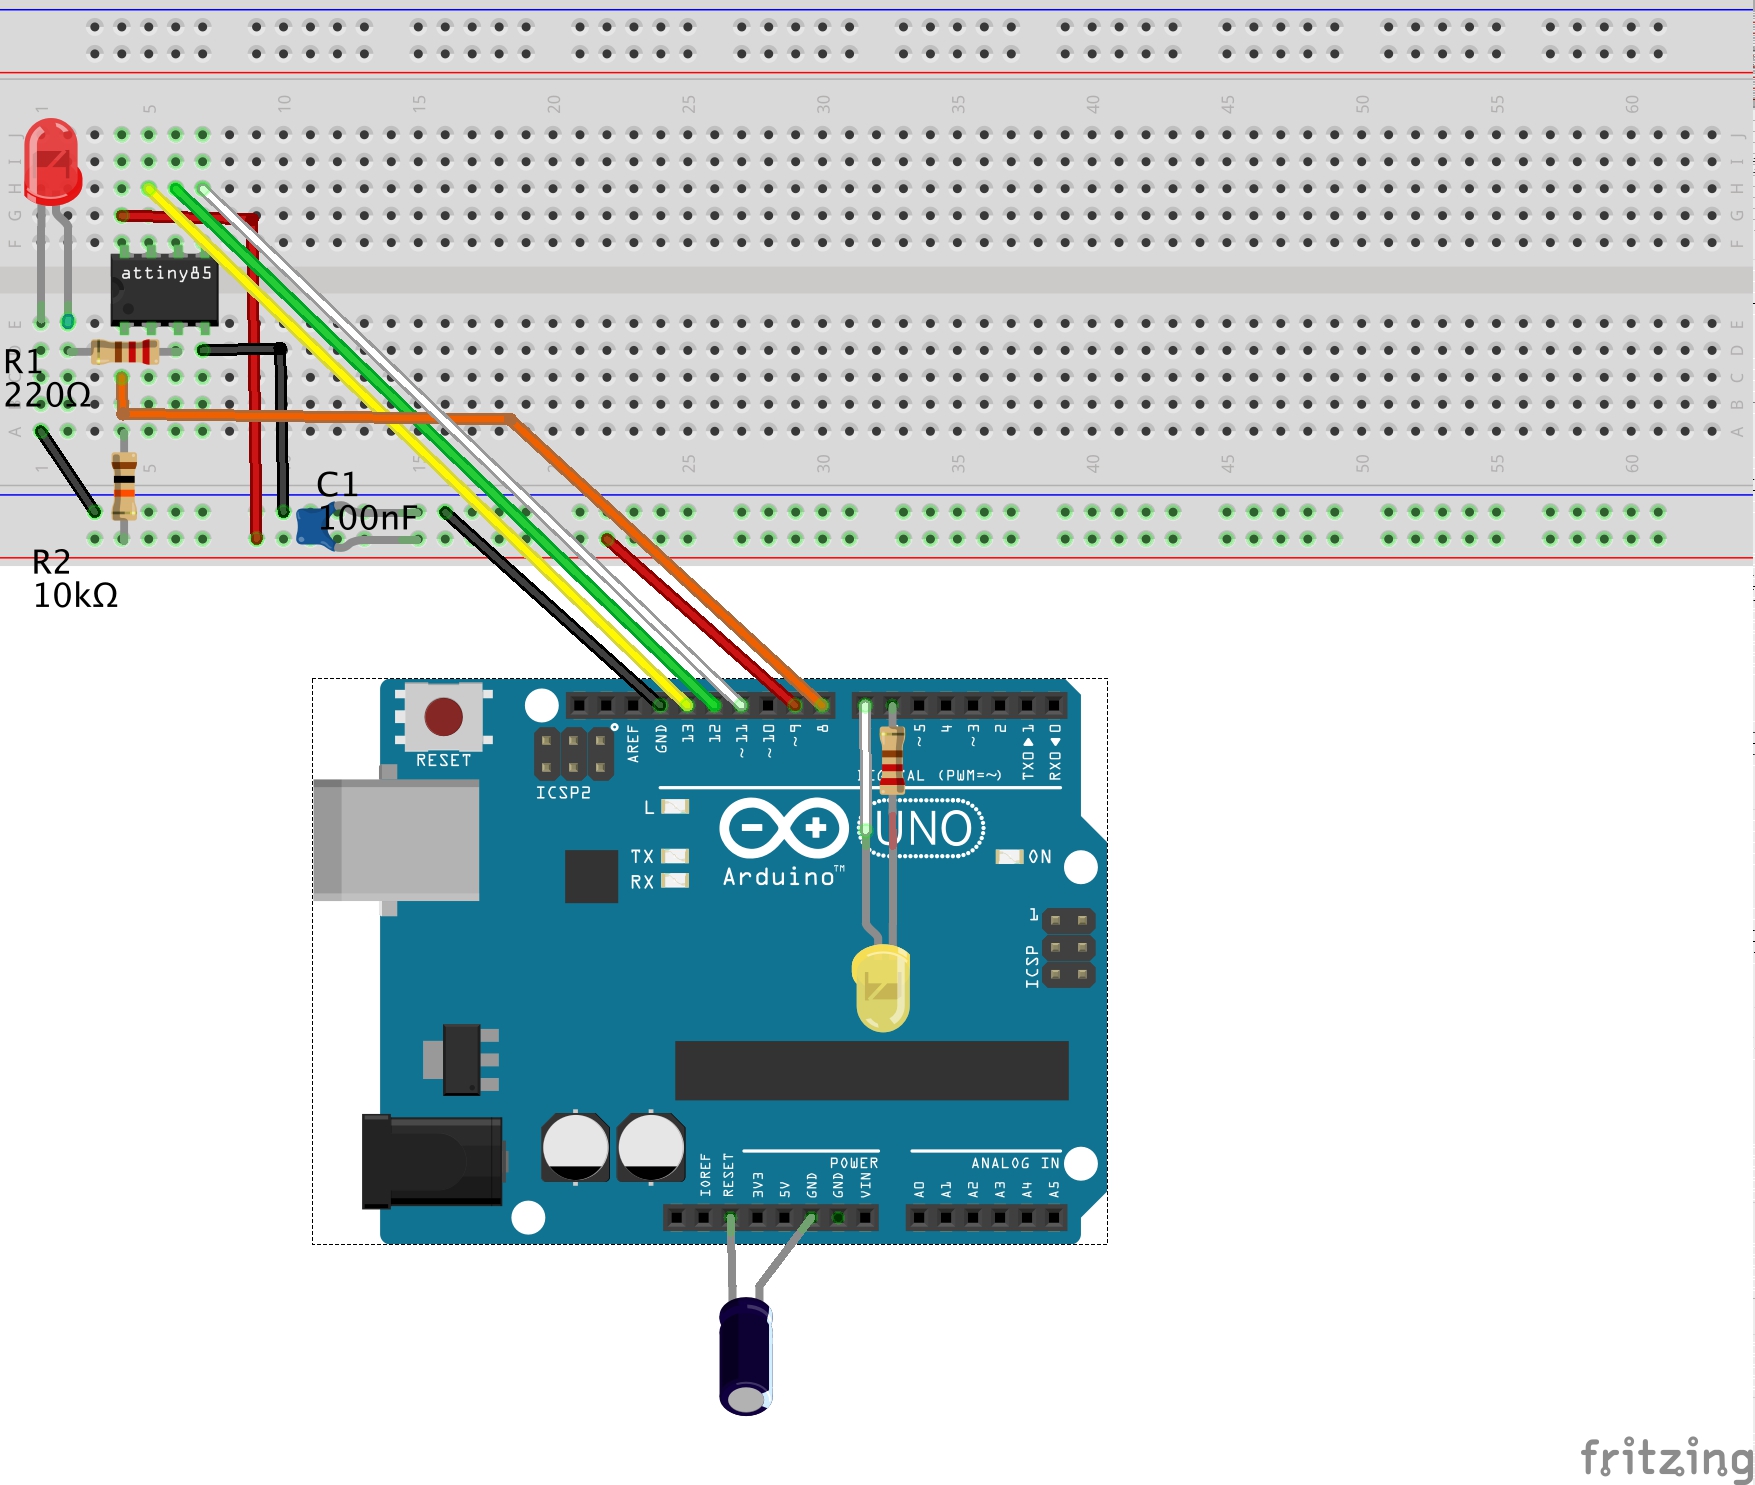 1 5 10 15 20 25 30 35 40 45 50 55 60
J J
I I
H H
G G
F F
attiny85
E E
D
C
B
A A
R1
220Ω
1 5 15 2 25 30 35 40 45 50 55 60
C1
100nF
R2
10kΩ
RESET
ICSP2
AREF
GND
13
12
~11
~10
~9
8
~5
4
~3
2
TX0▶1
RX0◀0
AL (PWM=~)
L
TX
RX
UNO
Arduino™
ON
1
ICSP
IOREF
RESET
3V3
5V
GND
GND
VIN
POWER
ANALOG IN
A0
A1
A2
A3
A4
A5
fritzing